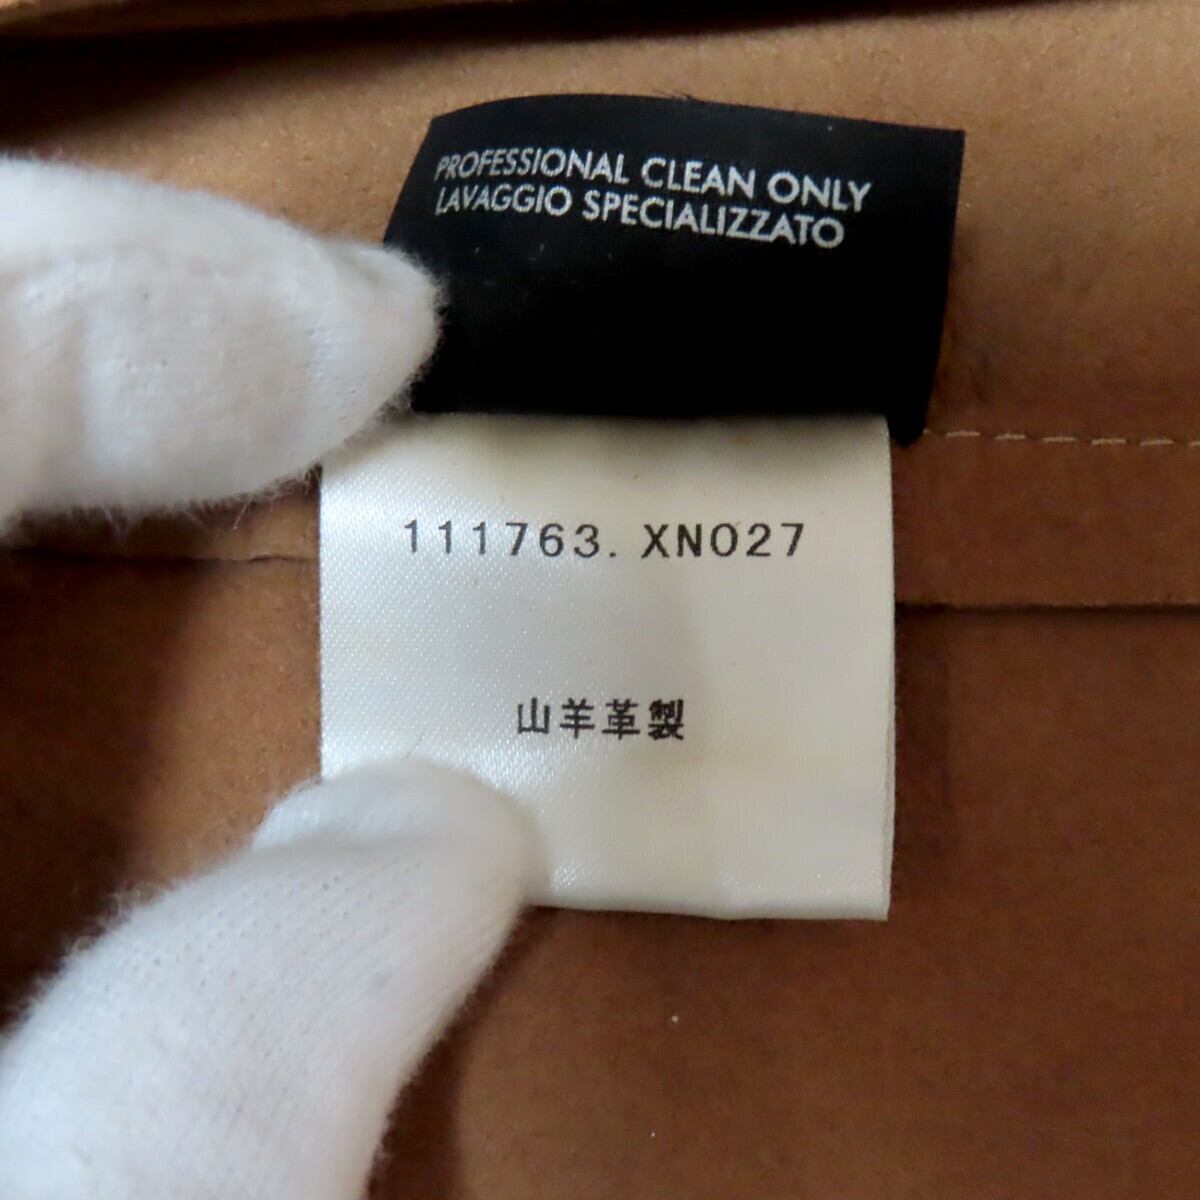 PROFESSIONAL CLEAN ONLY
LAVAGGIO SPECIALIZZATO
111763. XN027
山羊革製